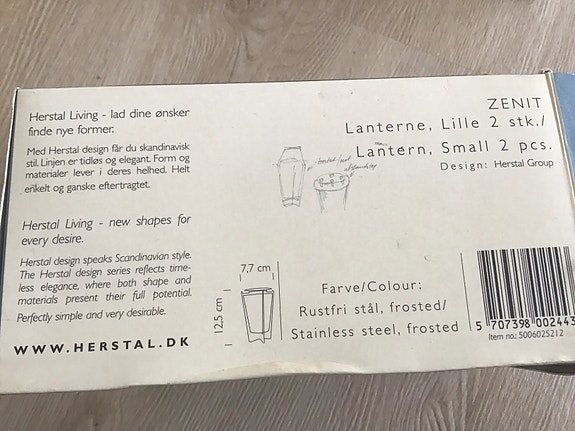 Herstal Living - lad dine ønsker
finde nye former.
Med Herstal design får du skandinavisk
stil. Linjen er tidløs og elegant. Form og
materialer lever i deres helhed. Helt
enkelt og ganske eftertragtet.
Herstal Living - new shapes for
every desire.
Herstal design speaks Scandinavian style.
The Herstal design series reflects time-
less elegance, where both shape and
materials present their full potential.
Perfectly simple and very desirable.
WWW.HERSTAL.DK
ZENIT
Lanterne, Lille 2 stk./
Lantern, Small 2 pcs.
Design: Herstal Group
7,7 cm
12,5 cm
Farve/Colour:
Rustfri stål, frosted/
Stainless steel, frosted
5 707398 002443
Item no.: 5006025212